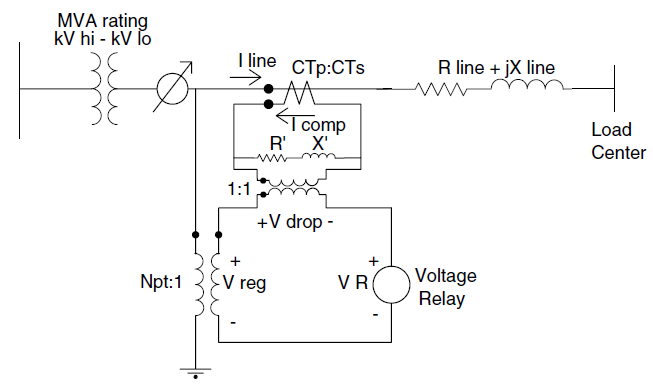 MVA rating
kV hi - kV lo
I line
CTp:CTs
R line + jX line
I comp
R' X'
Load
Center
1:1
+V drop -
+
+
Npt:1
V reg
V R
Voltage
Relay
-
-